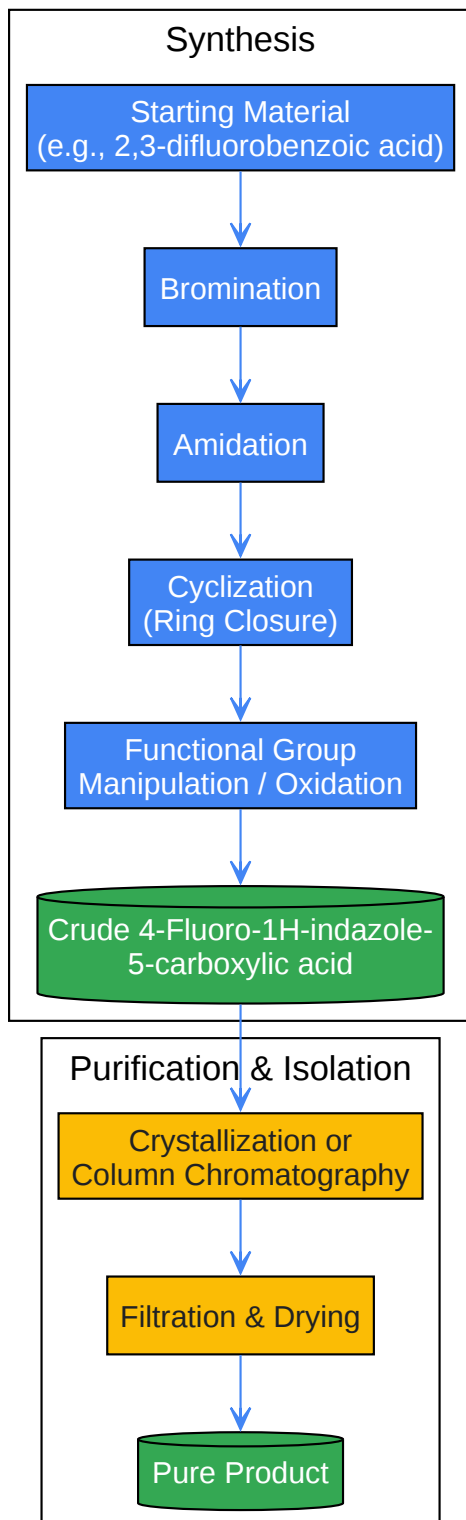 Synthesis
Starting Material
(e.g., 2,3-difluorobenzoic acid)
Bromination
Amidation
Cyclization
(Ring Closure)
Functional Group
Manipulation / Oxidation
Crude 4-Fluoro-1H-indazole-
5-carboxylic acid
Purification & Isolation
Crystallization or
Column Chromatography
Filtration & Drying
Pure Product